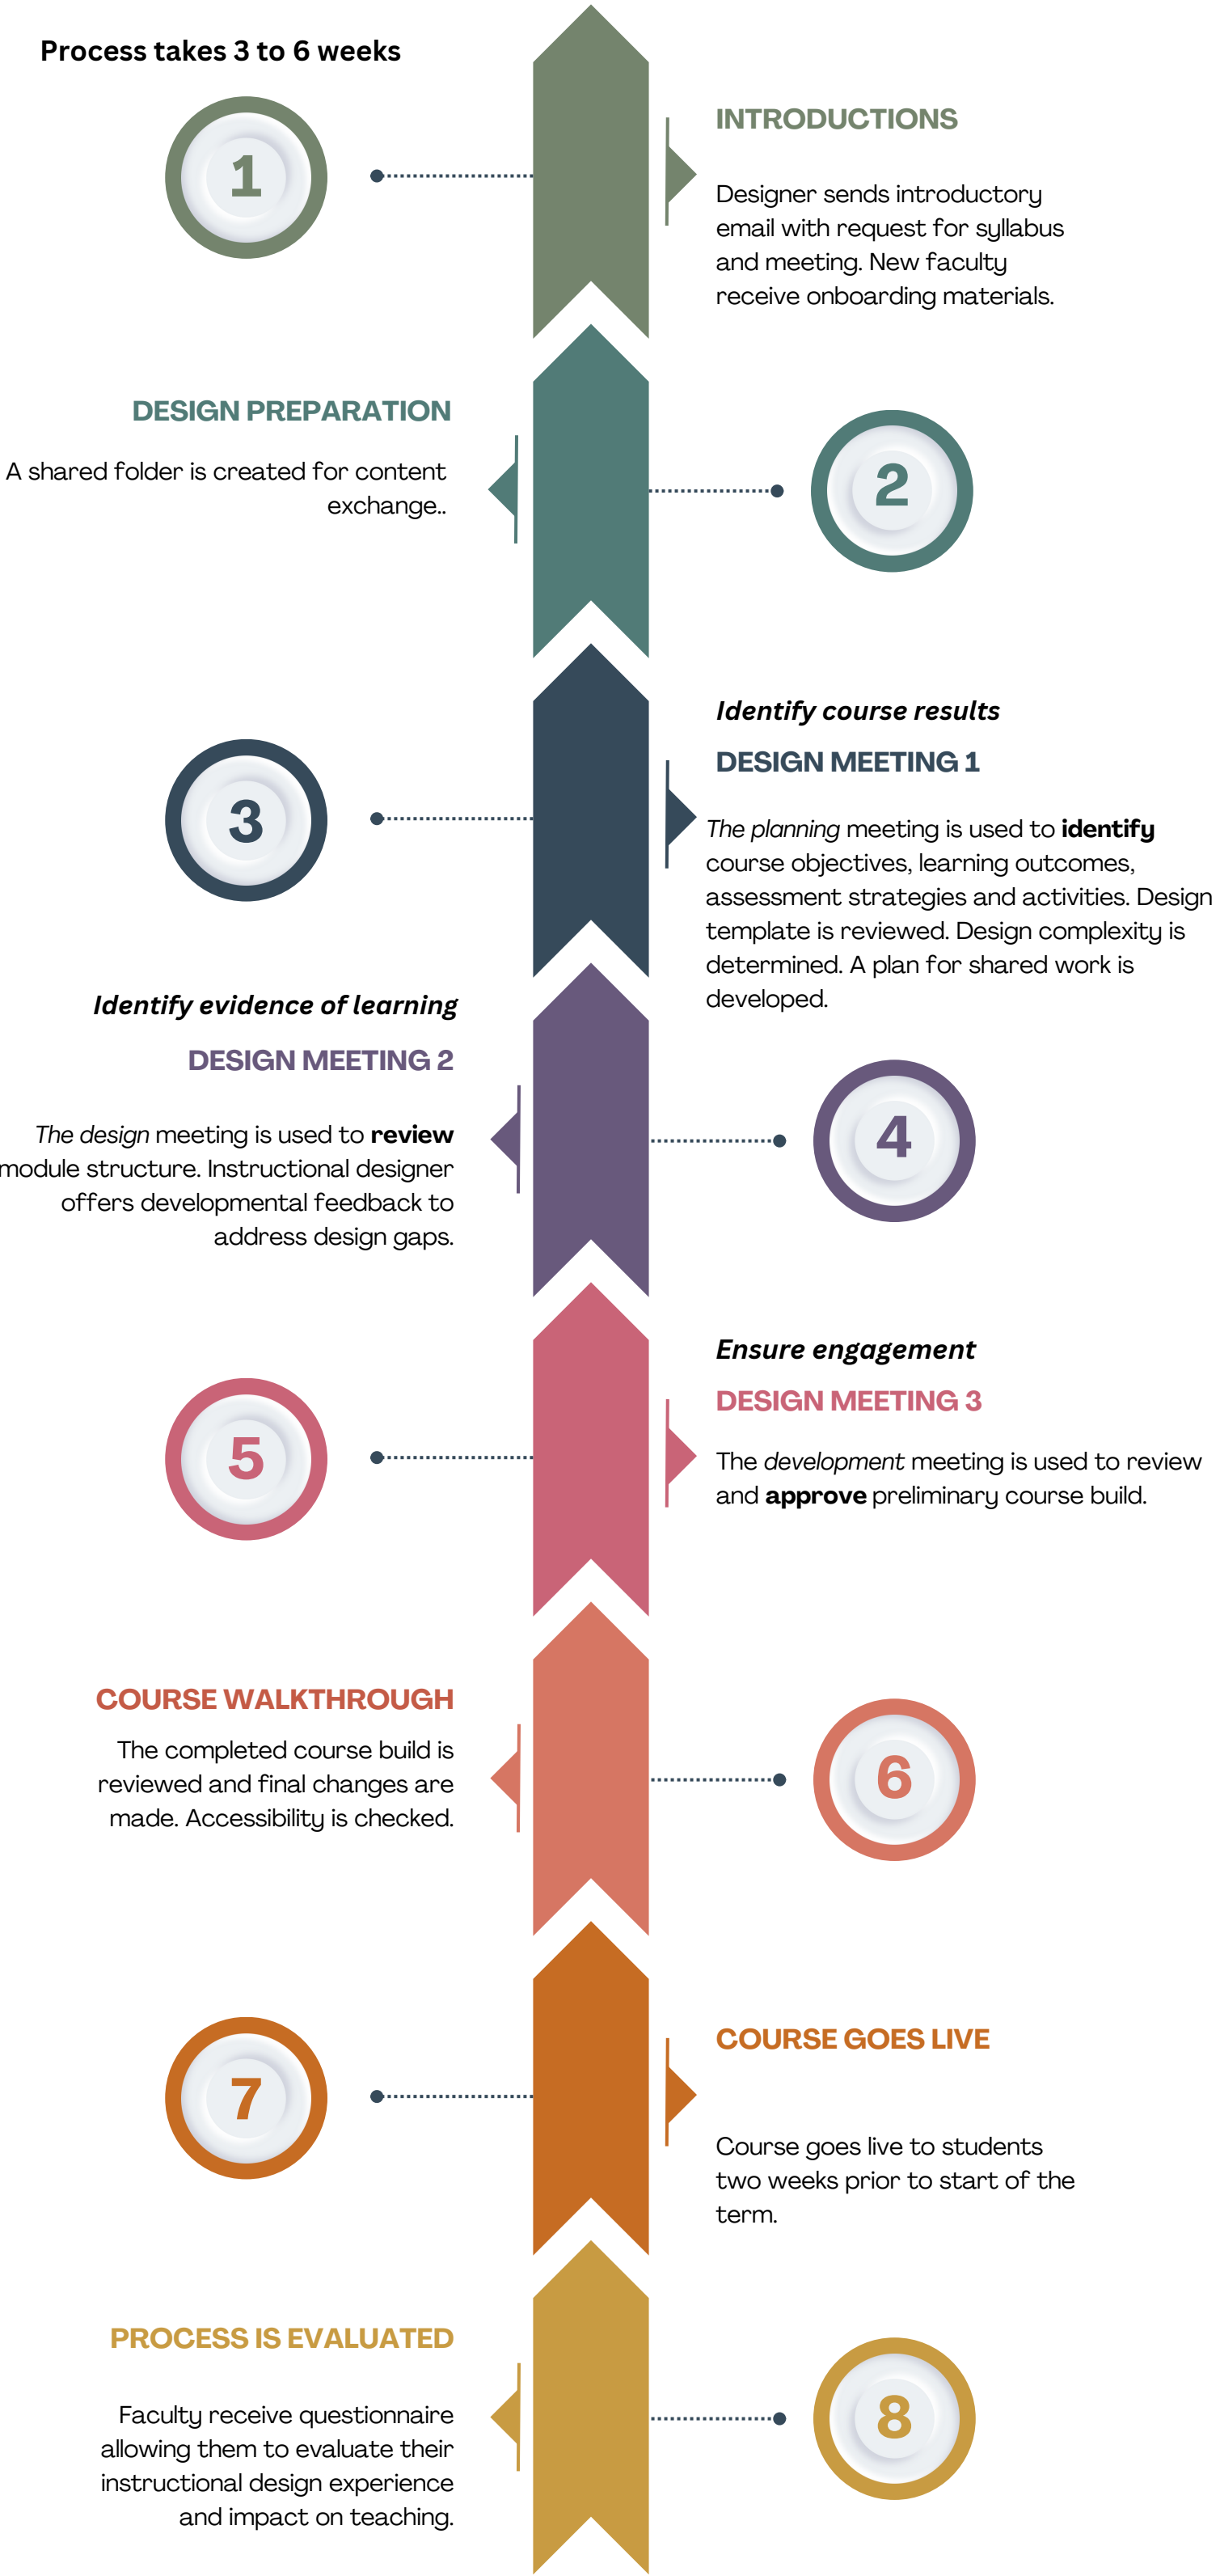 Process takes 3 to 6 weeks
1
INTRODUCTIONS
Designer sends introductory
email with request for syllabus
and meeting. New faculty
receive onboarding materials.
DESIGN PREPARATION
A shared folder is created for content
exchange..
2
Identify course results
DESIGN MEETING 1
3
The planning meeting is used to identify
course objectives, learning outcomes,
assessment strategies and activities. Design
template is reviewed. Design complexity is
determined. A plan for shared work is
developed.
Identify evidence of learning
DESIGN MEETING 2
The design meeting is used to review
module structure. Instructional designer
offers developmental feedback to
address design gaps.
4
Ensure engagement
DESIGN MEETING 3
5
The development meeting is used to review
and approve preliminary course build.
COURSE WALKTHROUGH
The completed course build is
reviewed and final changes are
made. Accessibility is checked.
6
COURSE GOES LIVE
7
Course goes live to students
two weeks prior to start of the
term.
PROCESS IS EVALUATED
Faculty receive questionnaire
allowing them to evaluate their
instructional design experience
and impact on teaching.
8